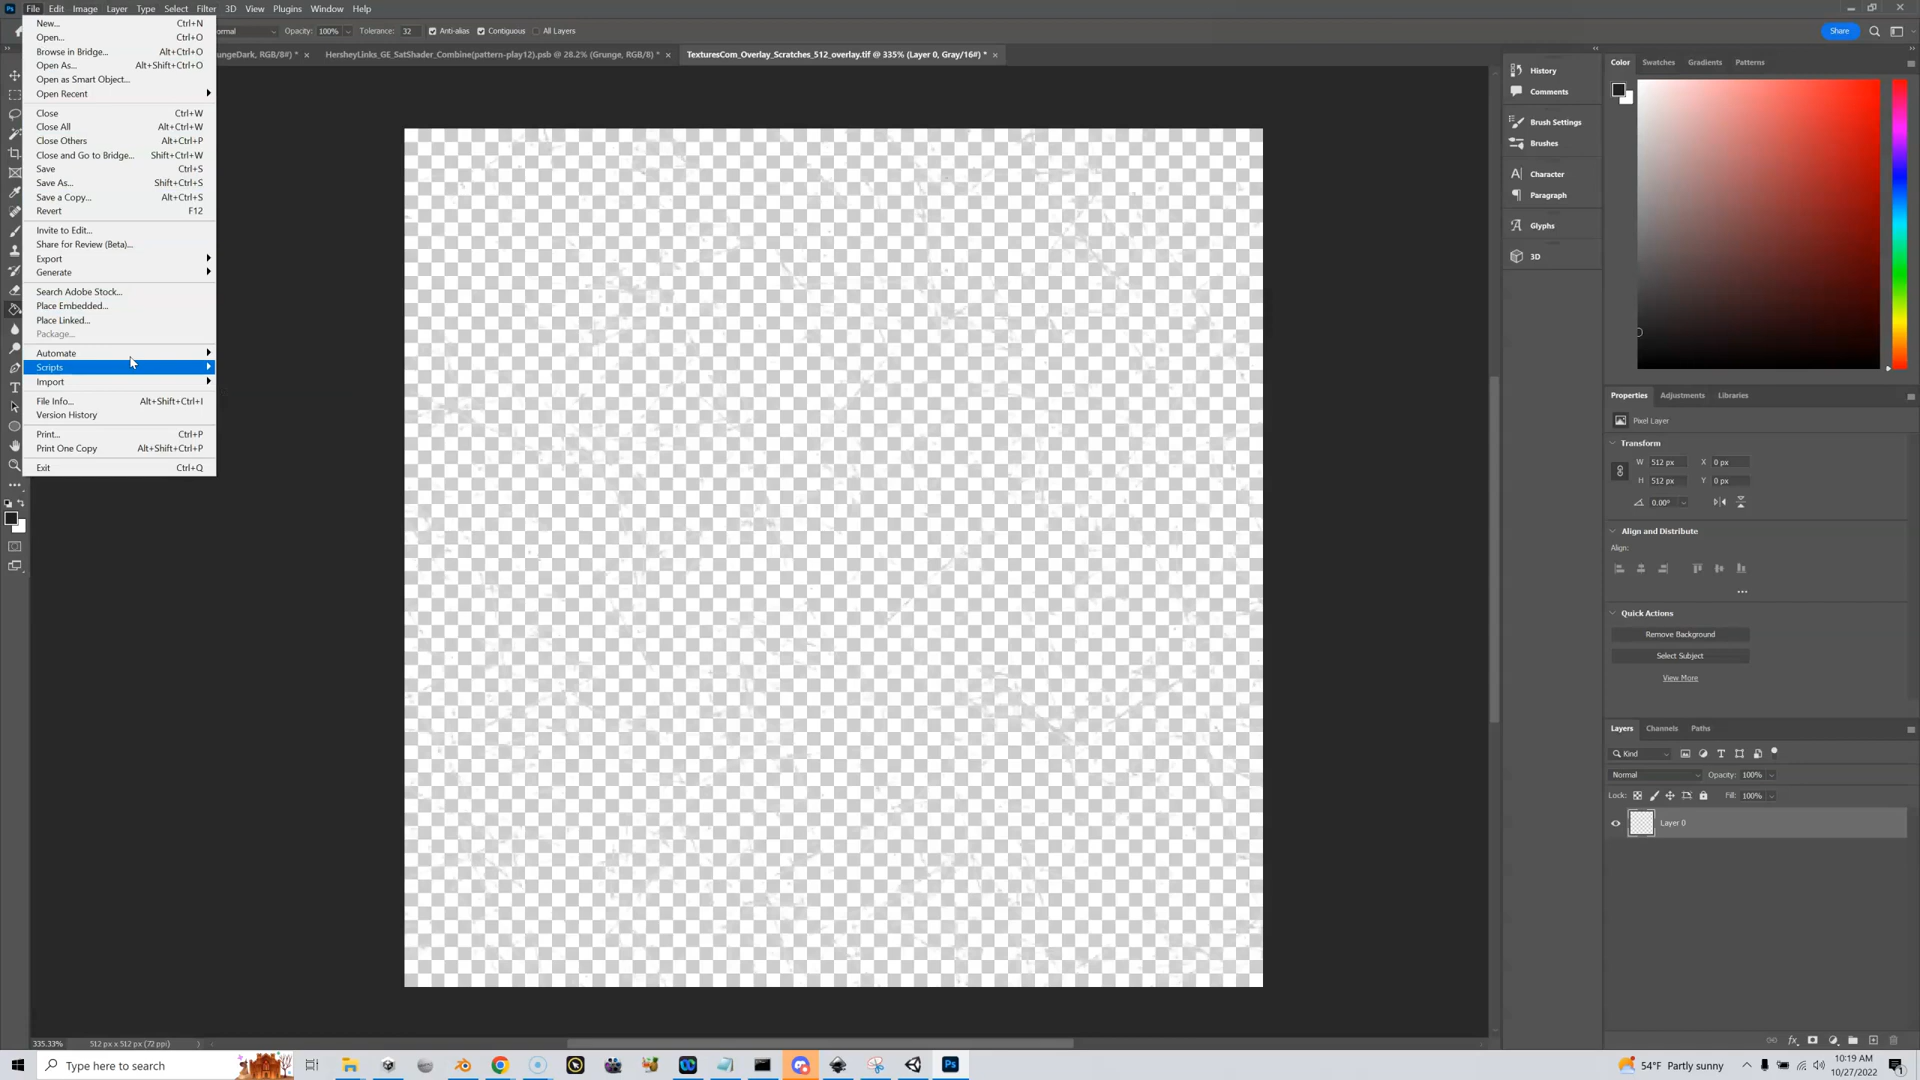 File Edit Image Layer Type Select Filter 3D View Plugins Window Help
Opacity: 100% Tolerance: 32 Anti-alias Contiguous All Layers Share
HersheyLinks_GE_SatShader_Combine(pattern-play12).psb @ 28.2% (Grunge, RGB/8) * ×
TexturesCom_Overlay_Scratches_512_overlay.tif @ 335% (Layer 0, Gray/16#) * ×
New... Ctrl+N
Open... Ctrl+O
Browse in Bridge... Alt+Ctrl+O
Open As... Alt+Shift+Ctrl+O
Open as Smart Object...
Open Recent
Close Ctrl+W
Close All Alt+Ctrl+W
Close Others Alt+Ctrl+P
Close and Go to Bridge... Shift+Ctrl+W
Save Ctrl+S
Save As... Shift+Ctrl+S
Save a Copy... Alt+Ctrl+S
Revert F12
Invite to Edit...
Share for Review (Beta)...
Export
Generate
Search Adobe Stock...
Place Embedded...
Place Linked...
Package...
Automate
Scripts
Import
File Info... Alt+Shift+Ctrl+I
Version History
Print... Ctrl+P
Print One Copy Alt+Shift+Ctrl+P
Exit Ctrl+Q
History
Comments
Brush Settings
Brushes
Character
Paragraph
Glyphs
3D
Color Swatches Gradients Patterns
Properties Adjustments Libraries
Pixel Layer
Transform
W 512 px X 0 px
H 512 px Y 0 px
0.00°
Align and Distribute
Align:
Quick Actions
Remove Background
Select Subject
View More
Layers Channels Paths
Kind
Normal Opacity: 100%
Lock: Fill: 100%
Layer 0
335.33% 512 px x 512 px (72 ppi)
Type here to search
54°F Partly sunny
10:19 AM
10/27/2022